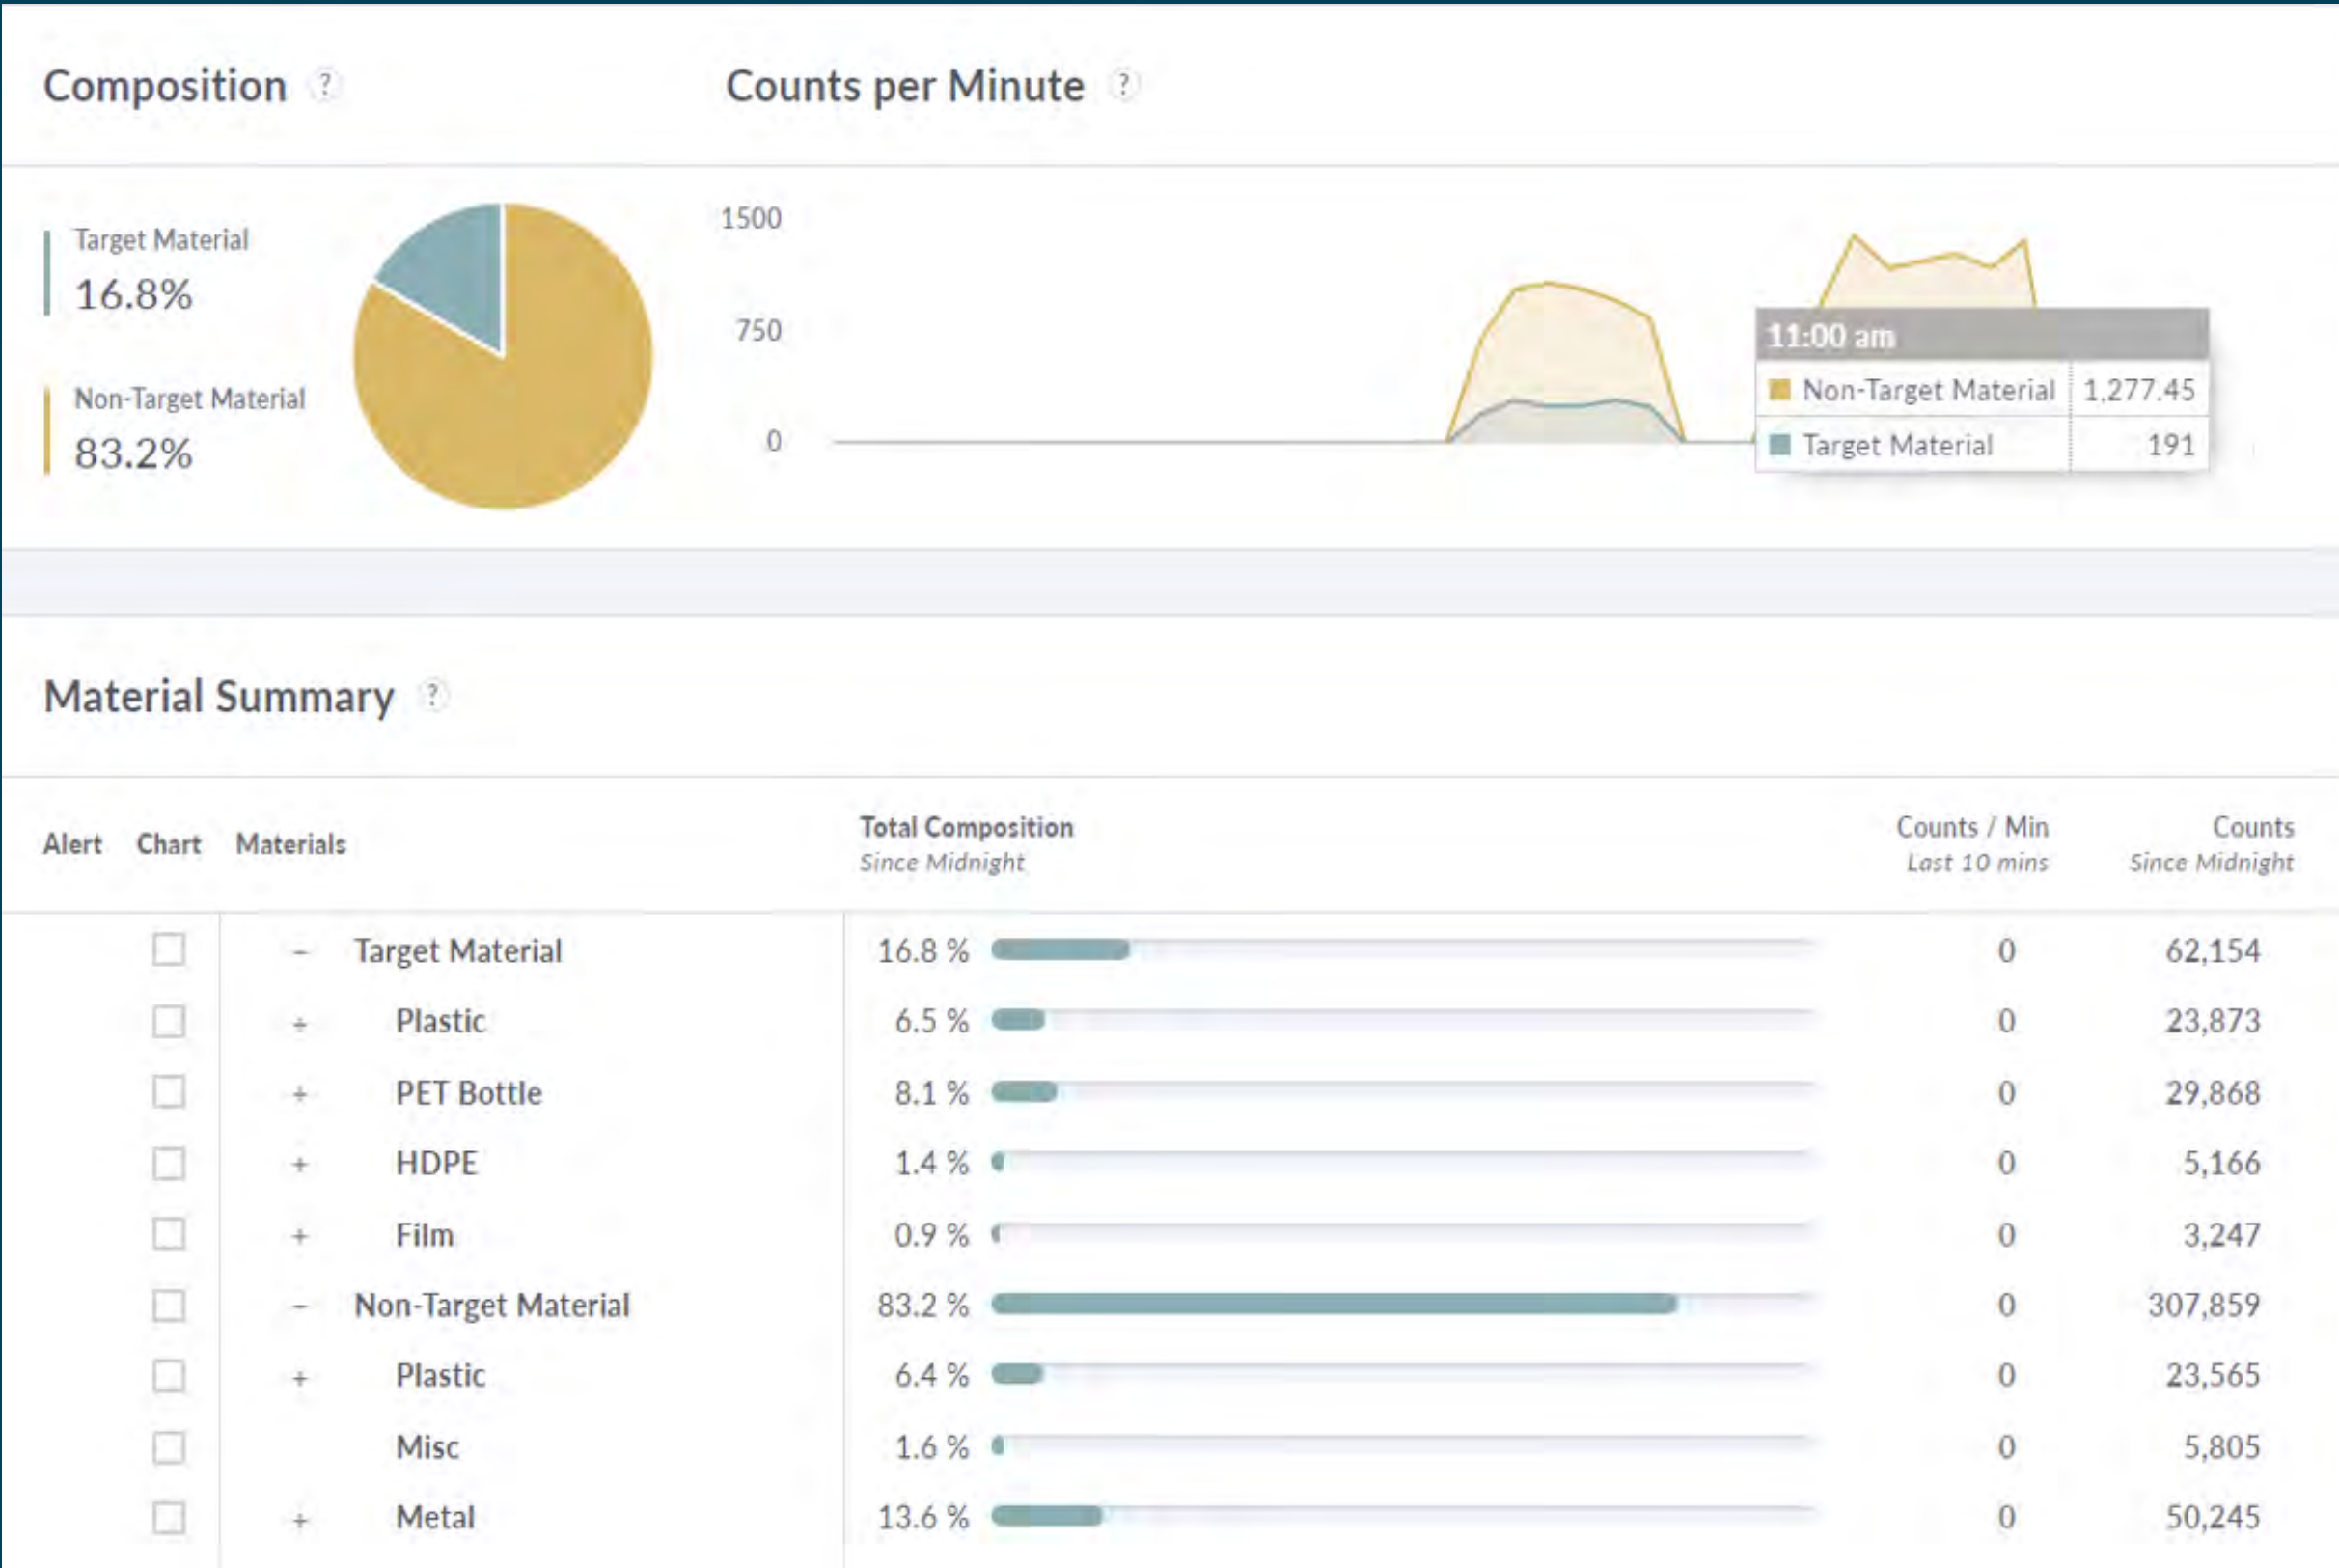 Composition ?
Counts per Minute ?
Target Material
16.8%
Non-Target Material
83.2%
1500
750
0
11:00 am
Non-Target Material 1,277.45
Target Material 191
Material Summary ?
Alert Chart Materials Total Composition Counts / Min Counts
Since Midnight Last 10 mins Since Midnight
- Target Material 16.8 % 0 62,154
+ Plastic 6.5 % 0 23,873
+ PET Bottle 8.1 % 0 29,868
+ HDPE 1.4 % 0 5,166
+ Film 0.9 % 0 3,247
- Non-Target Material 83.2 % 0 307,859
+ Plastic 6.4 % 0 23,565
Misc 1.6 % 0 5,805
+ Metal 13.6 % 0 50,245